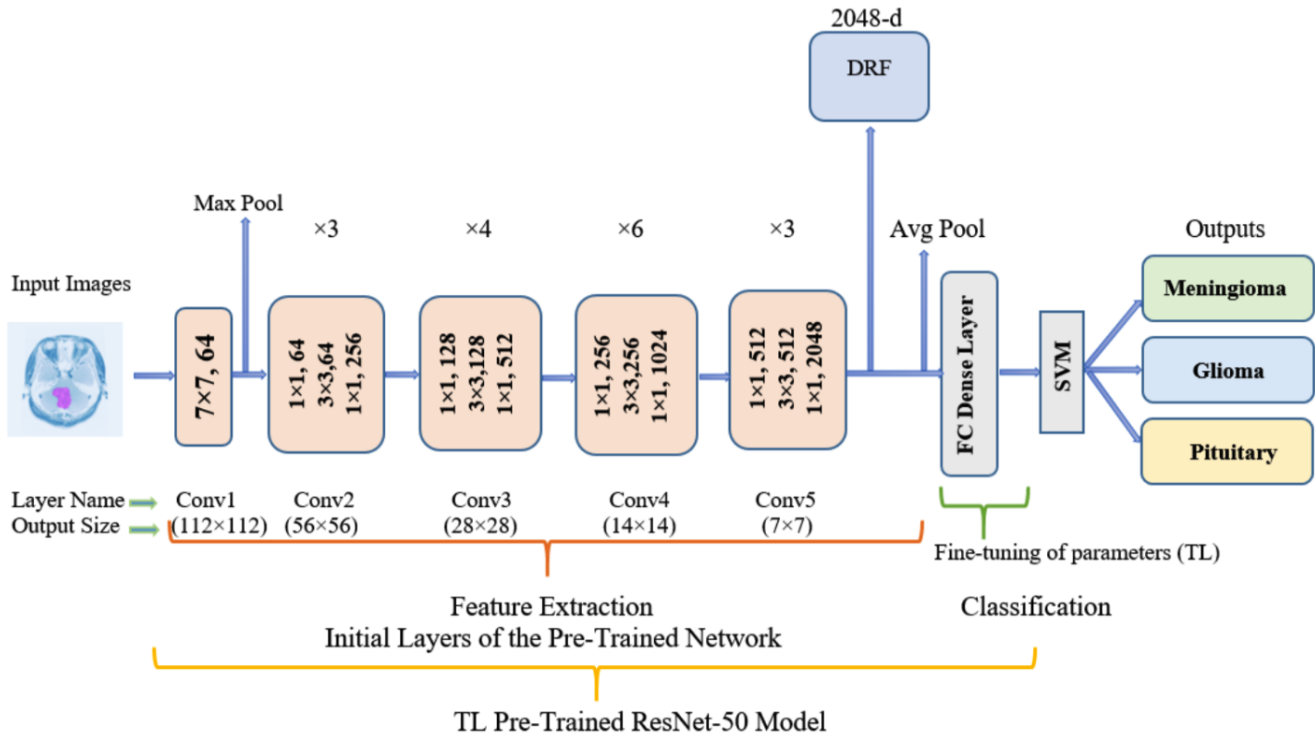 2048-d
DRF
Max Pool
×3
×4
×6
×3
Avg Pool
Outputs
Input Images
7×7, 64
1×1, 64
3×3,64
1×1, 256
1×1, 128
3×3,128
1×1, 512
1×1, 256
3×3,256
1×1, 1024
1×1, 512
3×3, 512
1×1, 2048
FC Dense Layer
SVM
Meningioma
Glioma
Pituitary
Layer Name
Conv1
Conv2
Conv3
Conv4
Conv5
Output Size
(112×112)
(56×56)
(28×28)
(14×14)
(7×7)
Fine-tuning of parameters (TL)
Feature Extraction
Classification
Initial Layers of the Pre-Trained Network
TL Pre-Trained ResNet-50 Model